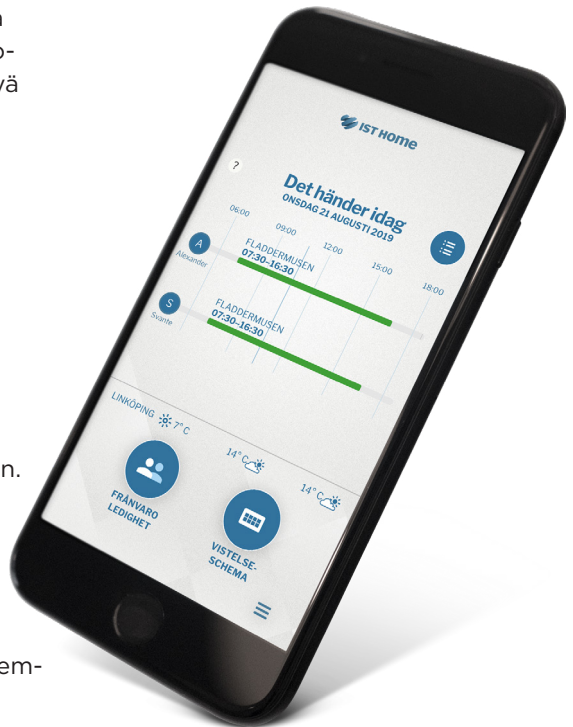 vä
IST Home
?
Det händer idag
ONSDAG 21 AUGUSTI 2019
06:00
09:00
12:00
15:00
18:00
A
Alexander
FLADDERMUSEN
07:30-16:30
S
Svante
FLADDERMUSEN
07:30-16:30
LINKÖPING
7° C
14° C
14° C
FRÅNVARO
LEDIGHET
VISTELSE-
SCHEMA
n.
em-